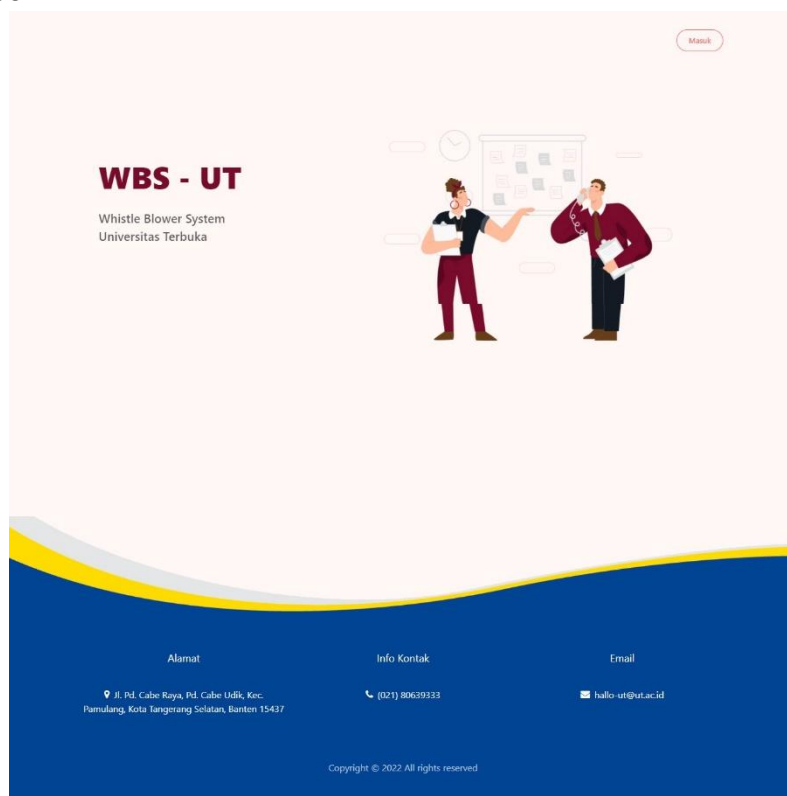 Masuk
WBS - UT
Whistle Blower System
Universitas Terbuka
Alamat
Jl. Pd. Cabe Raya, Pd. Cabe Udik, Kec.
Pamulang, Kota Tangerang Selatan, Banten 15437
Info Kontak
(021) 80639333
Email
hallo-ut@ut.ac.id
Copyright © 2022 All rights reserved